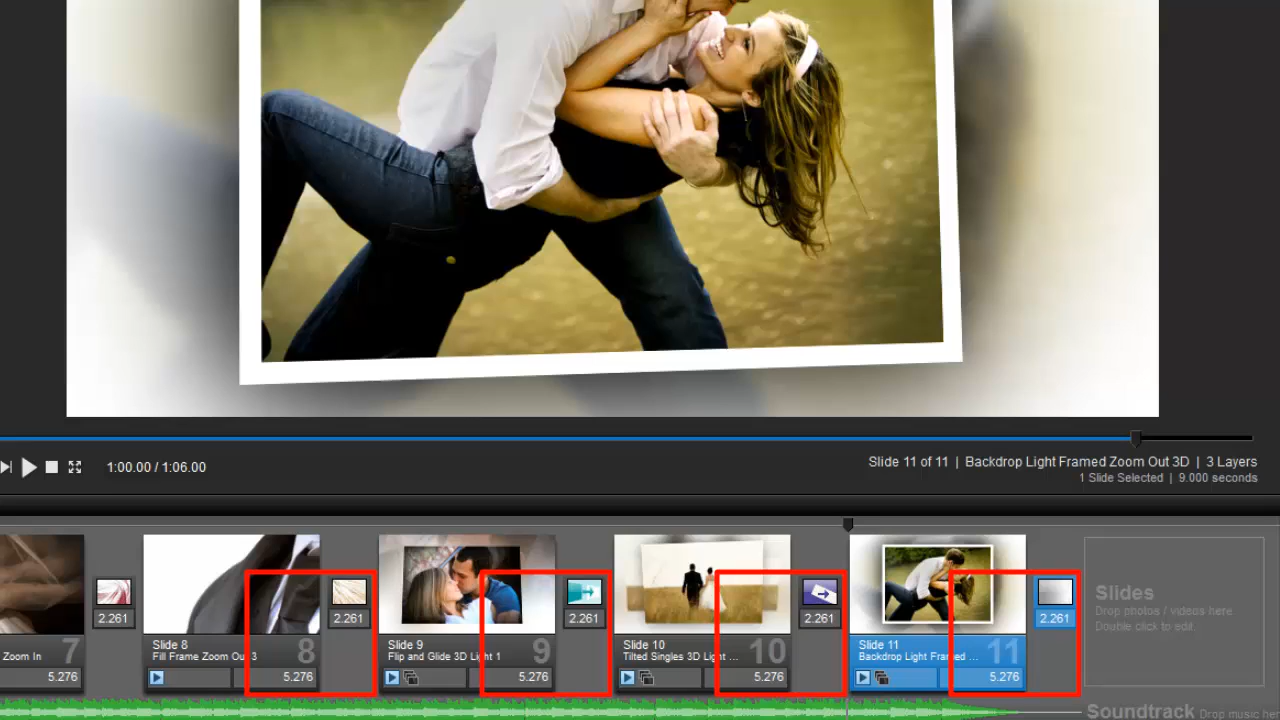 1:00.00 / 1:06.00
Slide 11 of 11 | Backdrop Light Framed Zoom Out 3D | 3 Layers
1 Slide Selected | 9.000 seconds
Zoom In
7
5.276
2.261
Slide 8
Fill Frame Zoom Out 3
8
5.276
2.261
Slide 9
Flip and Glide 3D Light 1
9
5.276
2.261
Slide 10
Tilted Singles 3D Light ...
10
5.276
2.261
Slide 11
Backdrop Light Framed ...
11
5.276
2.261
Slides
Drop photos / videos here
Double click to edit.
Soundtrack Drop music he